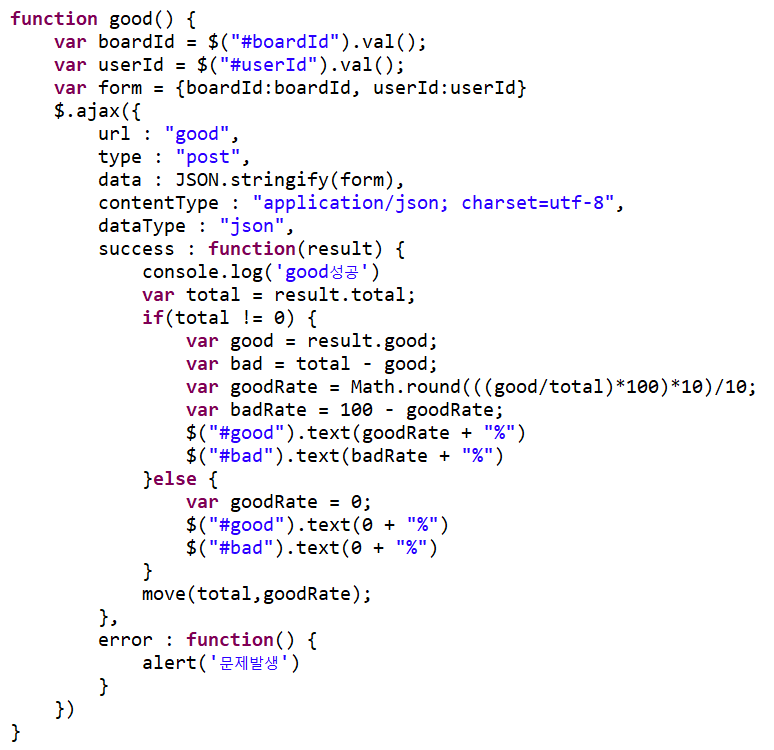 function good() {
    var boardId = $("#boardId").val();
    var userId = $("#userId").val();
    var form = {boardId:boardId, userId:userId}
    $.ajax({
        url : "good",
        type : "post",
        data : JSON.stringify(form),
        contentType : "application/json; charset=utf-8",
        dataType : "json",
        success : function(result) {
            console.log('good성공')
            var total = result.total;
            if(total != 0) {
                var good = result.good;
                var bad = total - good;
                var goodRate = Math.round(((good/total)*100)*10)/10;
                var badRate = 100 - goodRate;
                $("#good").text(goodRate + "%")
                $("#bad").text(badRate + "%")
            }else {
                var goodRate = 0;
                $("#good").text(0 + "%")
                $("#bad").text(0 + "%")
            }
            move(total,goodRate);
        },
        error : function() {
            alert('문제발생')
        }
    })
}